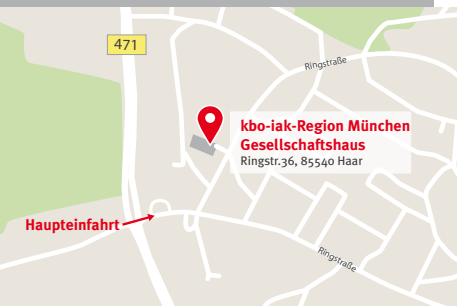 471
Ringstraße
kbo-iak-Region München
Gesellschaftshaus
Ringstr.36, 85540 Haar
Haupteinfahrt
Ringstraße